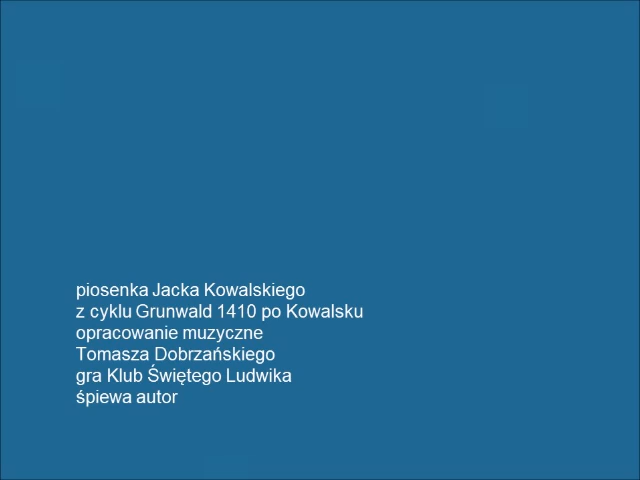 piosenka Jacka Kowalskiego
z cyklu Grunwald 1410 po Kowalsku
opracowanie muzyczne
Tomasza Dobrzańskiego
gra Klub Świętego Ludwika
śpiewa autor